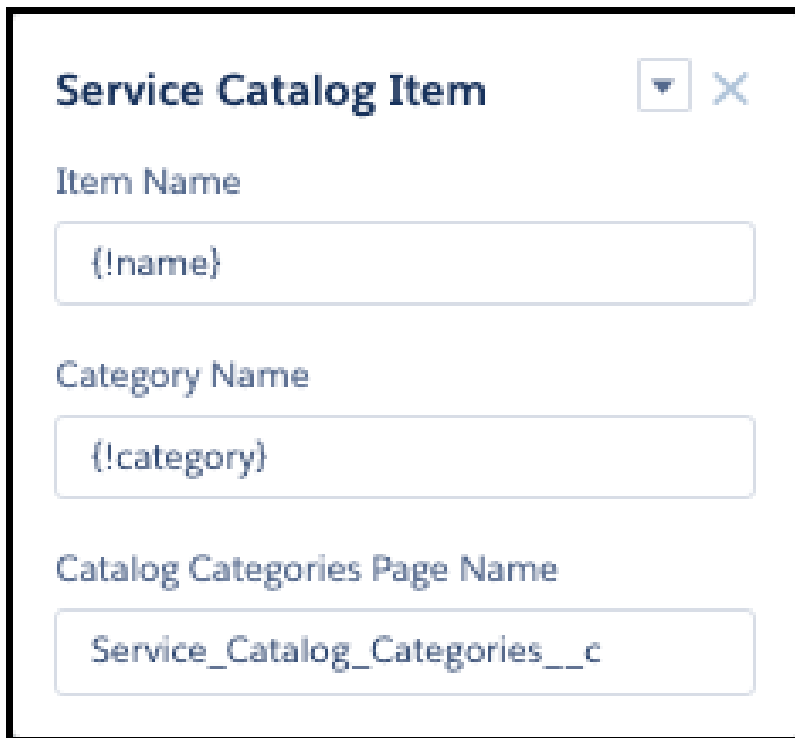 Service Catalog Item
Item Name
{!name}
Category Name
{!category}
Catalog Categories Page Name
Service_Catalog_Categories__c